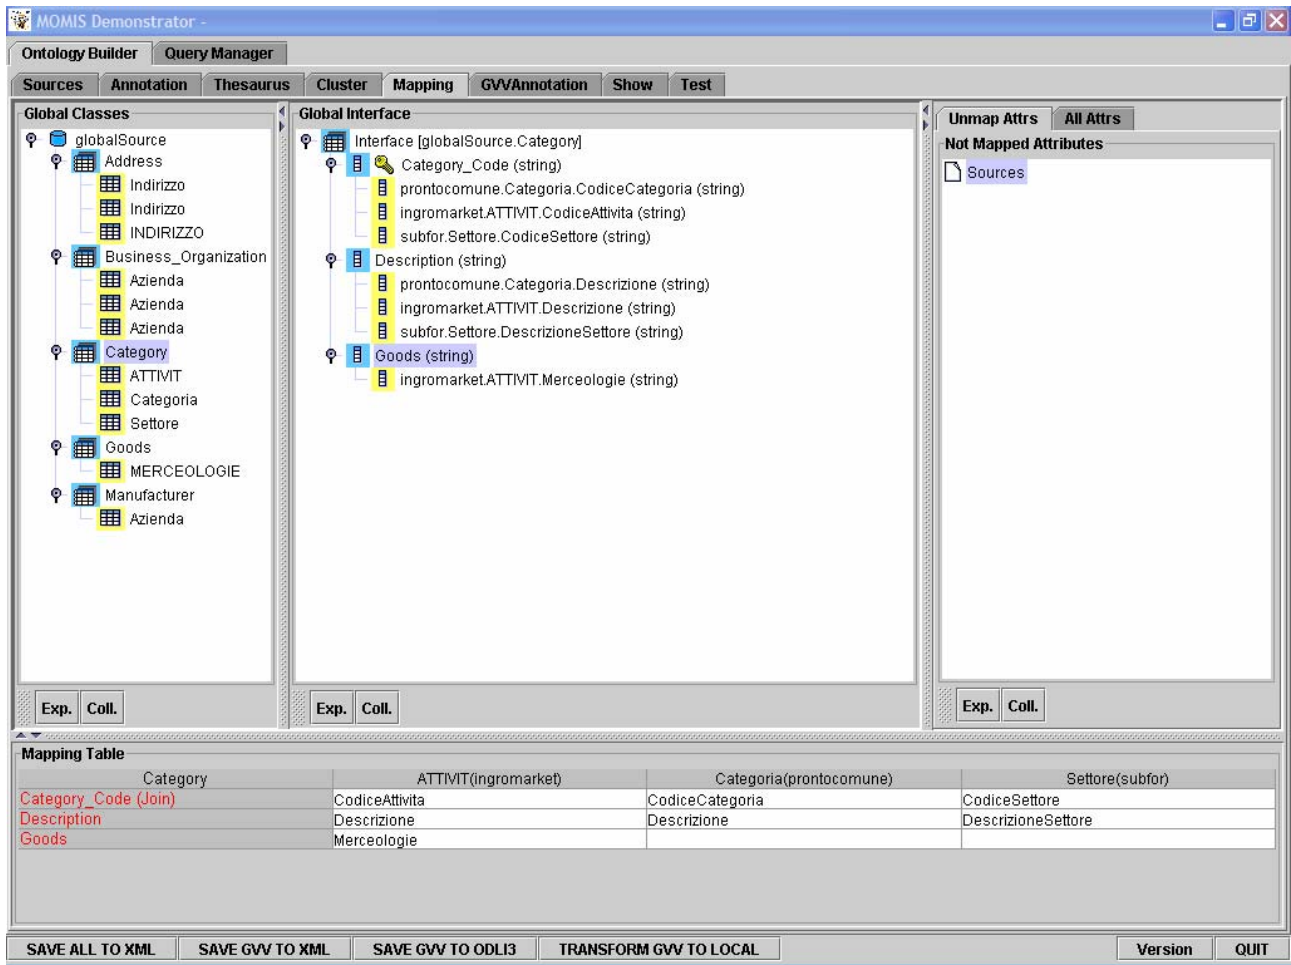 MOMIS Demonstrator -
Ontology Builder Query Manager
Sources Annotation Thesaurus Cluster Mapping GVVAnnotation Show Test
Global Classes
globalSource
Address
Indirizzo
Indirizzo
INDIRIZZO
Business_Organization
Azienda
Azienda
Azienda
Category
ATTIVIT
Categoria
Settore
Goods
MERCEOLOGIE
Manufacturer
Azienda
Exp. Coll.
Global Interface
Interface [globalSource.Category]
Category_Code (string)
prontocomune.Categoria.CodiceCategoria (string)
ingromarket.ATTIVIT.CodiceAttivita (string)
subfor.Settore.CodiceSettore (string)
Description (string)
prontocomune.Categoria.Descrizione (string)
ingromarket.ATTIVIT.Descrizione (string)
subfor.Settore.DescrizioneSettore (string)
Goods (string)
ingromarket.ATTIVIT.Merceologie (string)
Exp. Coll.
Unmap Attrs All Attrs
Not Mapped Attributes
Sources
Exp. Coll.
Mapping Table
Category ATTIVIT(ingromarket) Categoria(prontocomune) Settore(subfor)
Category_Code (Join) CodiceAttivita CodiceCategoria CodiceSettore
Description Descrizione Descrizione DescrizioneSettore
Goods Merceologie
SAVE ALL TO XML SAVE GVV TO XML SAVE GVV TO ODLI3 TRANSFORM GVV TO LOCAL Version QUIT